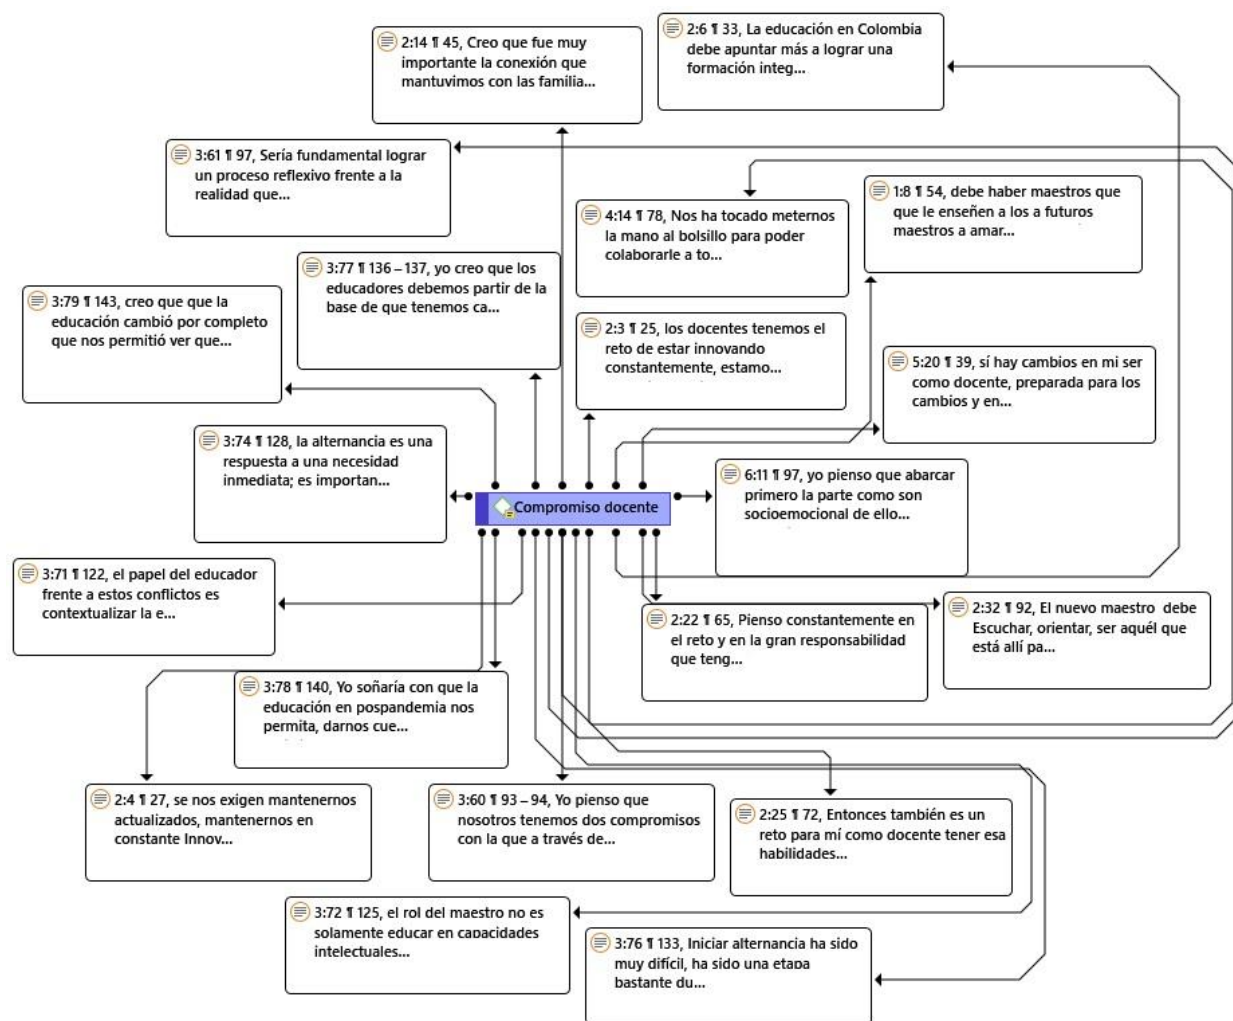 2:14 ¶ 45, Creo que fue muy
importante la conexión que
mantuvimos con las familia...
2:6 ¶ 33, La educación en Colombia
debe apuntar más a lograr una
formación integ...
3:61 ¶ 97, Sería fundamental lograr
un proceso reflexivo frente a la
realidad que...
4:14 ¶ 78, Nos ha tocado meternos
la mano al bolsillo para poder
colaborarle a to...
1:8 ¶ 54, debe haber maestros que
que le enseñen a los a futuros
maestros a amar...
3:77 ¶ 136 – 137, yo creo que los
educadores debemos partir de la
base de que tenemos ca...
3:79 ¶ 143, creo que que la
educación cambió por completo
que nos permitió ver que...
2:3 ¶ 25, los docentes tenemos el
reto de estar innovando
constantemente, estamo...
5:20 ¶ 39, sí hay cambios en mi ser
como docente, preparada para los
cambios y en...
3:74 ¶ 128, la alternancia es una
respuesta a una necesidad
inmediata; es importan...
6:11 ¶ 97, yo pienso que abarcar
primero la parte como son
socioemocional de ello...
Compromiso docente
3:71 ¶ 122, el papel del educador
frente a estos conflictos es
contextualizar la e...
2:22 ¶ 65, Pienso constantemente en
el reto y en la gran responsabilidad
que teng...
2:32 ¶ 92, El nuevo maestro debe
Escuchar, orientar, ser aquél que
está allí pa...
3:78 ¶ 140, Yo soñaría con que la
educación en pospandemia nos
permita, darnos cue...
2:4 ¶ 27, se nos exigen mantenernos
actualizados, mantenernos en
constante Innov...
3:60 ¶ 93 – 94, Yo pienso que
nosotros tenemos dos compromisos
con la que a través de...
2:25 ¶ 72, Entonces también es un
reto para mí como docente tener esa
habilidades...
3:72 ¶ 125, el rol del maestro no es
solamente educar en capacidades
intelectuales...
3:76 ¶ 133, Iniciar alternancia ha sido
muy difícil, ha sido una etapa
bastante du...